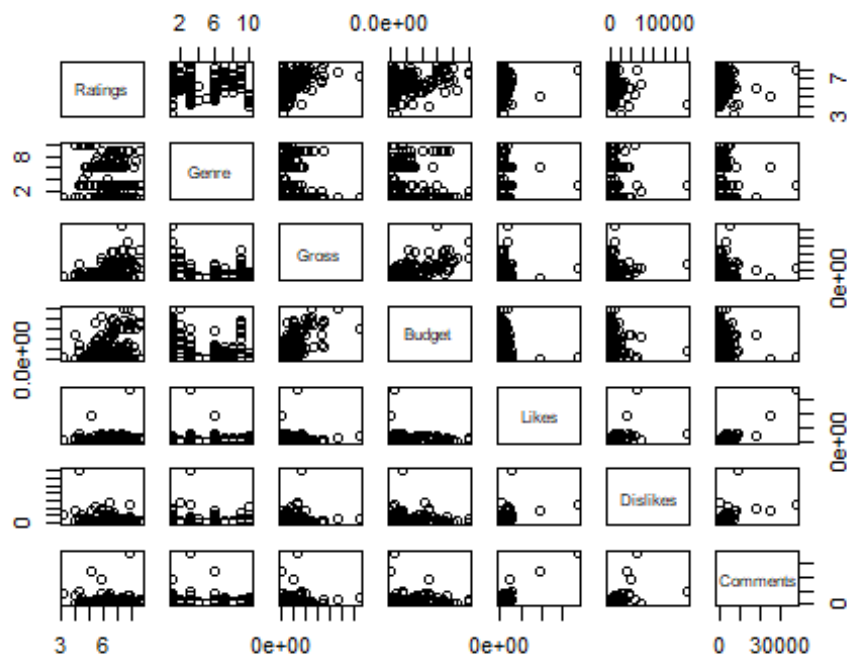 2 6 10 0.0e+00 0 10000
Ratings 3 7
2 8 Genre
Gross 0e+00
0.0e+00 Budget
Likes 0e+00
0 Dislikes
Comments 0
3 6 0e+00 0e+00 0 30000